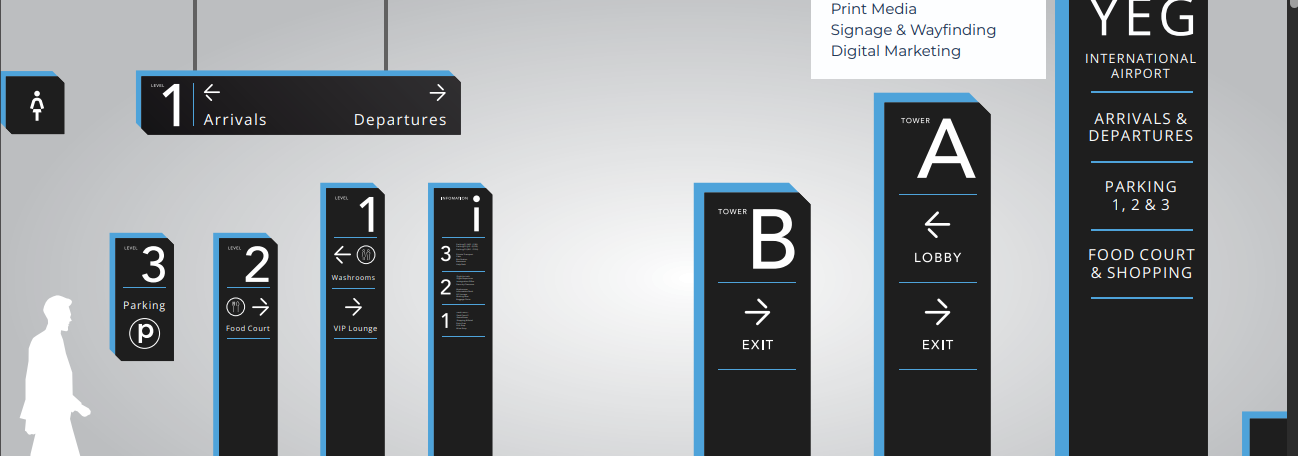 Print Media
Signage & Wayfinding
Digital Marketing
LEVEL
1
Arrivals
Departures
LEVEL
3
Parking
p
LEVEL
2
Food Court
LEVEL
1
Washrooms
VIP Lounge
INFOMATION
i
3
2
1
TOWER
B
EXIT
TOWER
A
LOBBY
EXIT
YEG
INTERNATIONAL
AIRPORT
ARRIVALS &
DEPARTURES
PARKING
1, 2 & 3
FOOD COURT
& SHOPPING